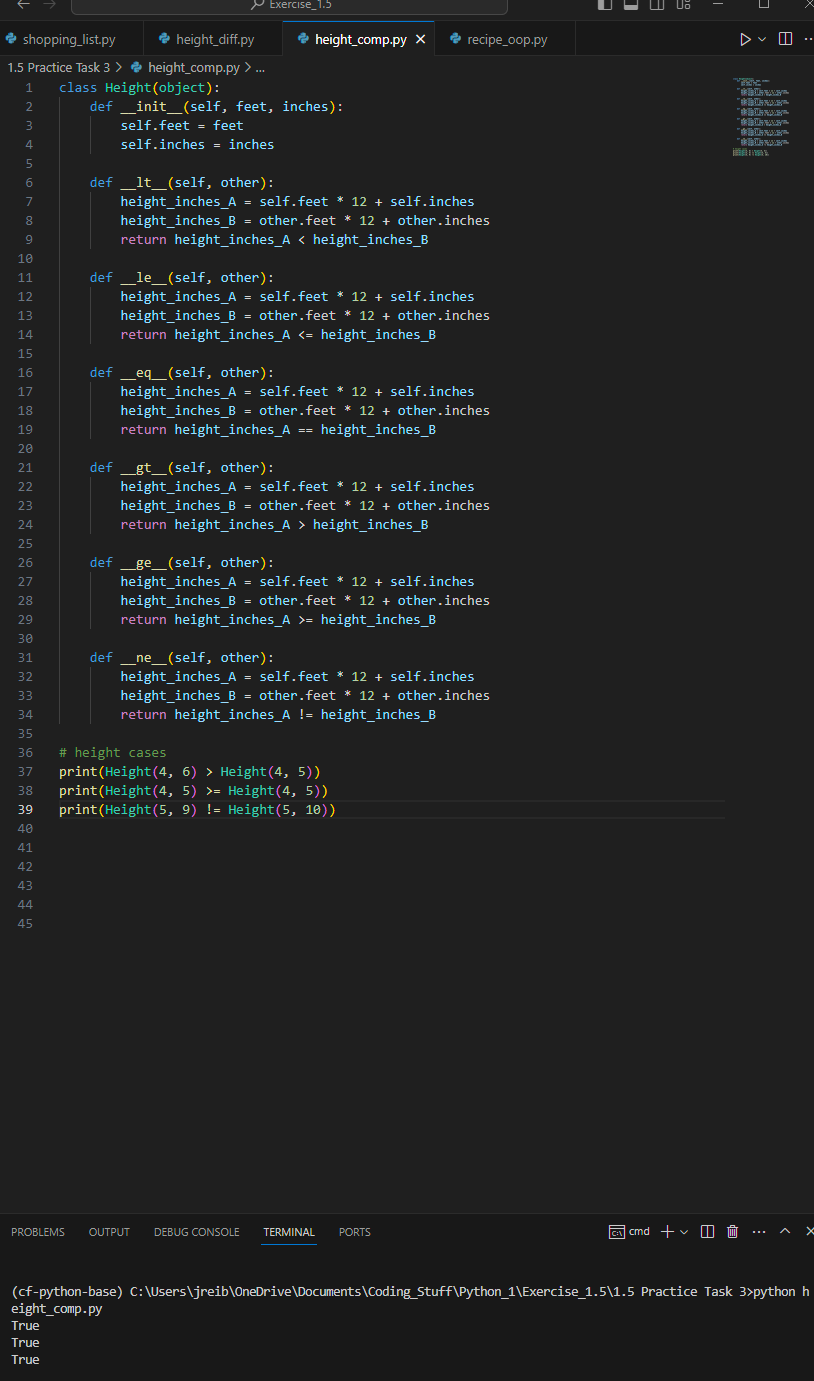 Exercise_1.5
shopping_list.py height_diff.py height_comp.py recipe_oop.py
1.5 Practice Task 3 > height_comp.py > ...
1 class Height(object):
2     def __init__(self, feet, inches):
3         self.feet = feet
4         self.inches = inches
5
6     def __lt__(self, other):
7         height_inches_A = self.feet * 12 + self.inches
8         height_inches_B = other.feet * 12 + other.inches
9         return height_inches_A < height_inches_B
10
11     def __le__(self, other):
12         height_inches_A = self.feet * 12 + self.inches
13         height_inches_B = other.feet * 12 + other.inches
14         return height_inches_A <= height_inches_B
15
16     def __eq__(self, other):
17         height_inches_A = self.feet * 12 + self.inches
18         height_inches_B = other.feet * 12 + other.inches
19         return height_inches_A == height_inches_B
20
21     def __gt__(self, other):
22         height_inches_A = self.feet * 12 + self.inches
23         height_inches_B = other.feet * 12 + other.inches
24         return height_inches_A > height_inches_B
25
26     def __ge__(self, other):
27         height_inches_A = self.feet * 12 + self.inches
28         height_inches_B = other.feet * 12 + other.inches
29         return height_inches_A >= height_inches_B
30
31     def __ne__(self, other):
32         height_inches_A = self.feet * 12 + self.inches
33         height_inches_B = other.feet * 12 + other.inches
34         return height_inches_A != height_inches_B
35
36 # height cases
37 print(Height(4, 6) > Height(4, 5))
38 print(Height(4, 5) >= Height(4, 5))
39 print(Height(5, 9) != Height(5, 10))
40
41
42
43
44
45
PROBLEMS OUTPUT DEBUG CONSOLE TERMINAL PORTS cmd
(cf-python-base) C:\Users\jreib\OneDrive\Documents\Coding_Stuff\Python_1\Exercise_1.5\1.5 Practice Task 3>python h
eight_comp.py
True
True
True